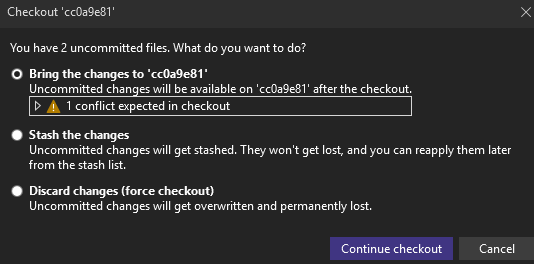 Checkout 'cc0a9e81'
You have 2 uncommitted files. What do you want to do?
Bring the changes to 'cc0a9e81'
Uncommitted changes will be available on 'cc0a9e81' after the checkout.
1 conflict expected in checkout
Stash the changes
Uncommitted changes will get stashed. They won't get lost, and you can reapply them later
from the stash list.
Discard changes (force checkout)
Uncommitted changes will get overwritten and permanently lost.
Continue checkout Cancel